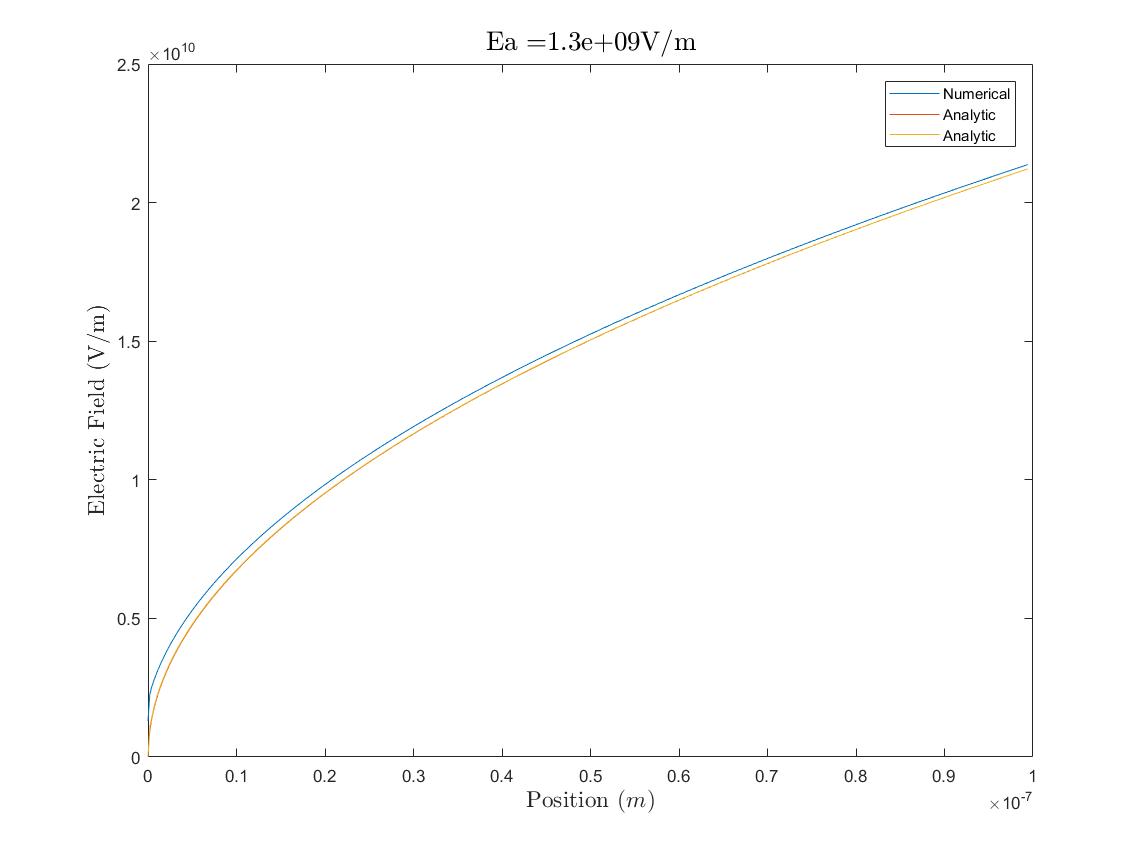 Ea =1.3e+09V/m
×10^10
2.5
2
1.5
1
0.5
0
Electric Field (V/m)
Numerical
Analytic
Analytic
0 0.1 0.2 0.3 0.4 0.5 0.6 0.7 0.8 0.9 1
Position (m)
×10^-7